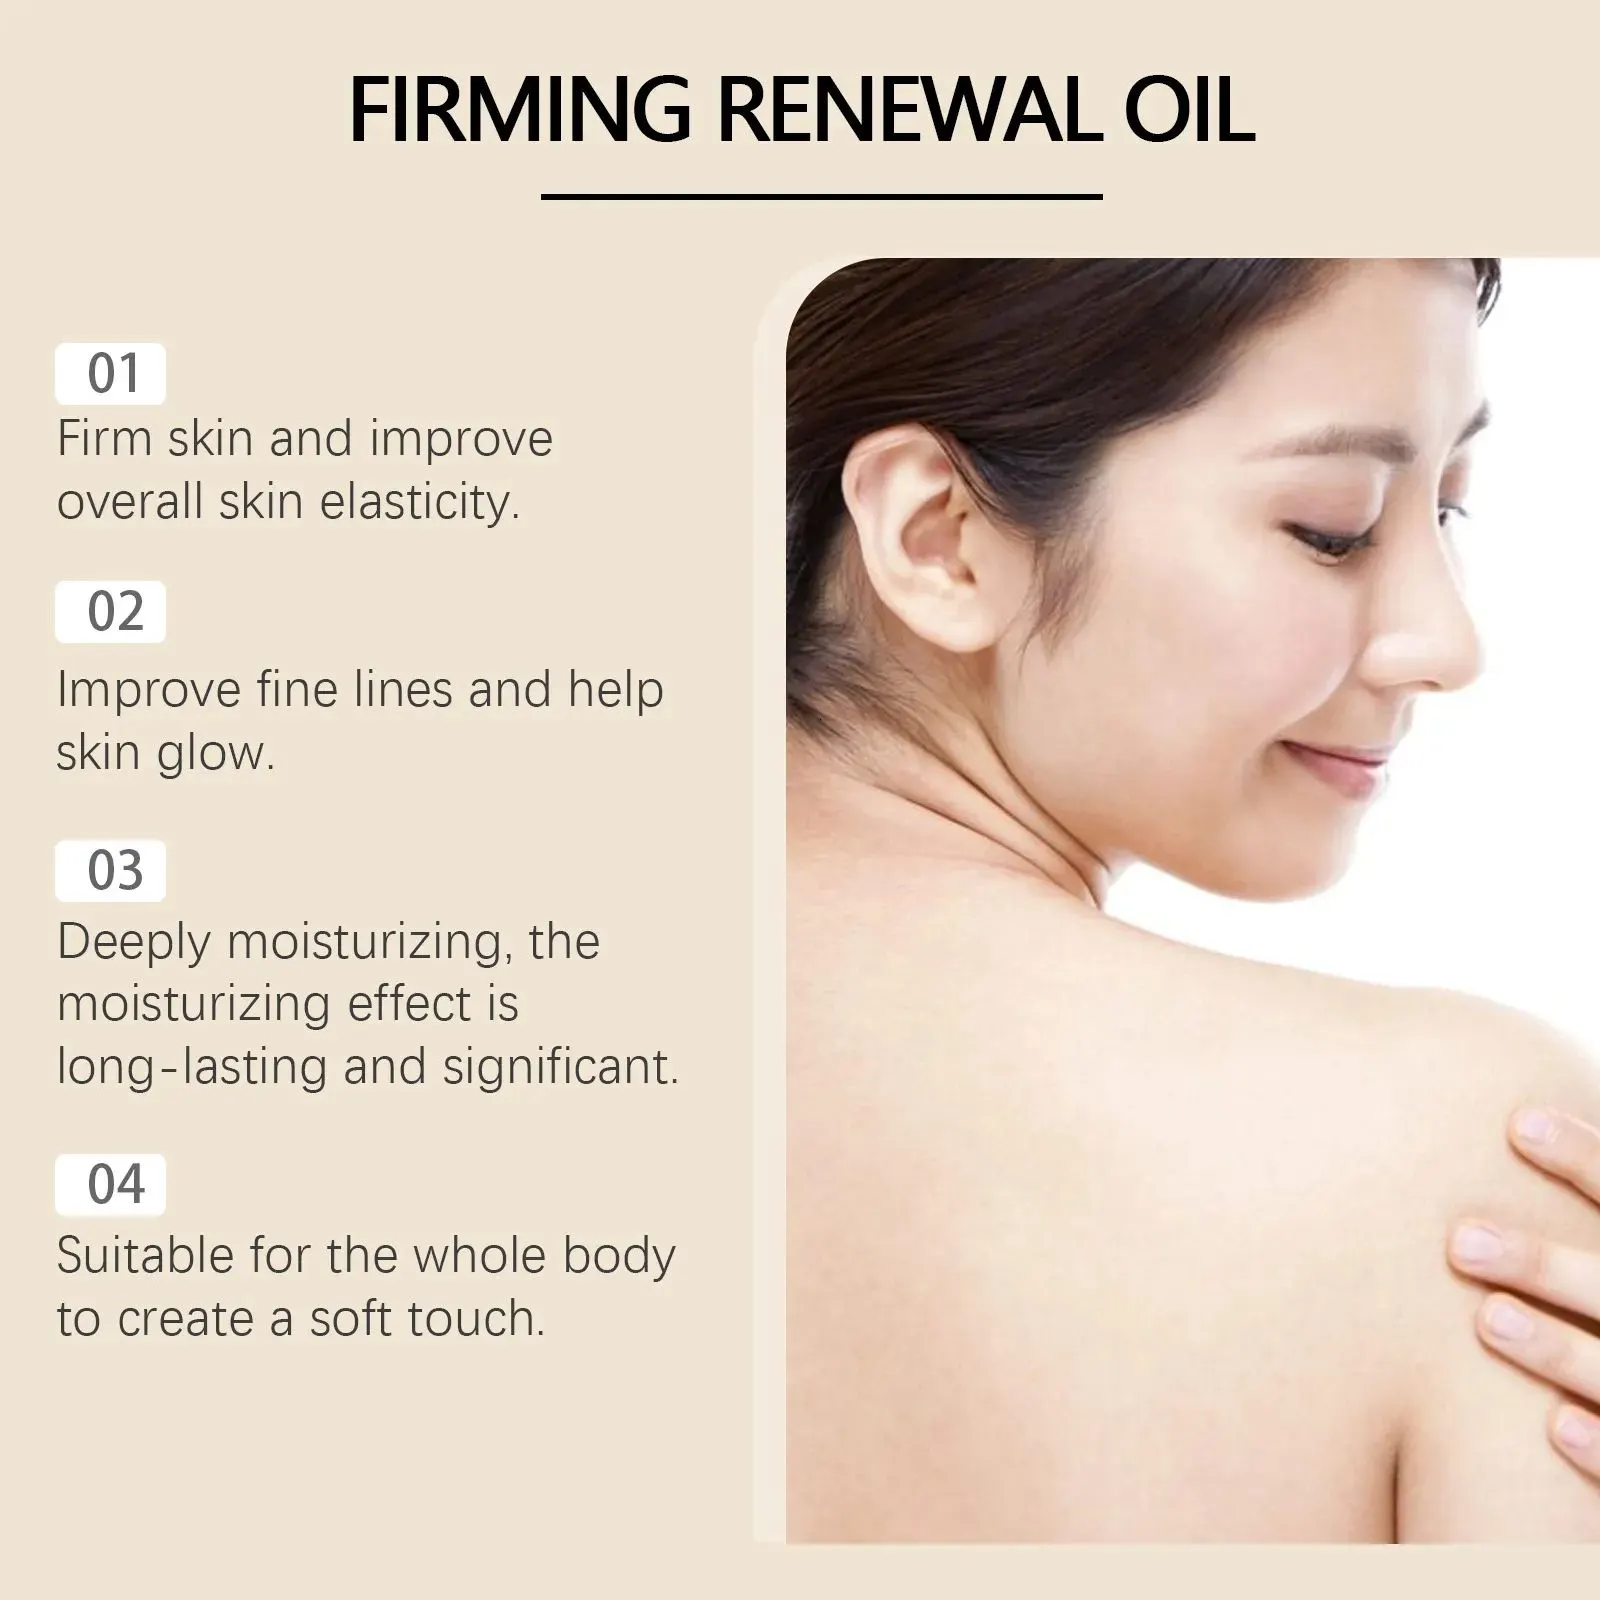 FIRMING RENEWAL OIL
01
Firm skin and improve
overall skin elasticity.
02
Improve fine lines and help
skin glow.
03
Deeply moisturizing, the
moisturizing effect is
long-lasting and significant.
04
Suitable for the whole body
to create a soft touch.